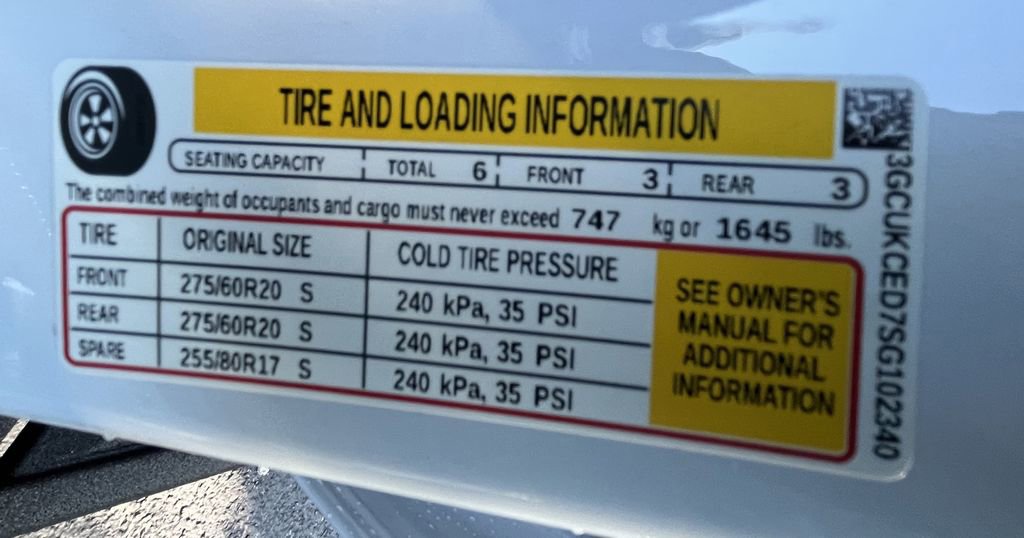 TIRE AND LOADING INFORMATION
SEATING CAPACITY TOTAL 6 FRONT 3 REAR 3
The combined weight of occupants and cargo must never exceed 747 kg or 1645 lbs.
TIRE ORIGINAL SIZE COLD TIRE PRESSURE
FRONT 275/60R20 S 240 kPa, 35 PSI
REAR 275/60R20 S 240 kPa, 35 PSI
SPARE 255/80R17 S 240 kPa, 35 PSI
SEE OWNER'S
MANUAL FOR
ADDITIONAL
INFORMATION
3GCUKCED7SG102340